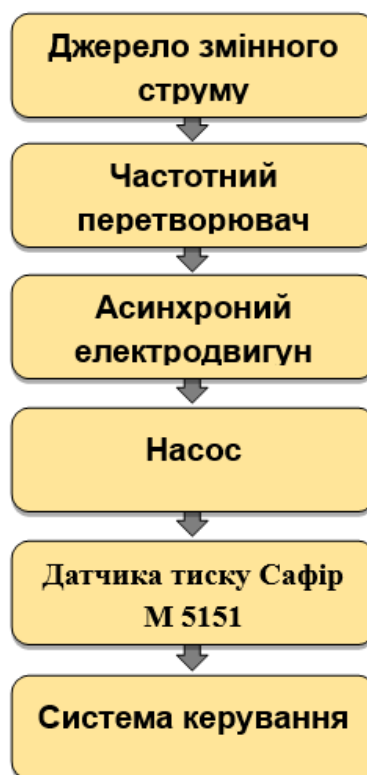 Джерело змінного
струму
Частотний
перетворювач
Асинхроний
електродвигун
Насос
Датчика тиску Сафір
М 5151
Система керування